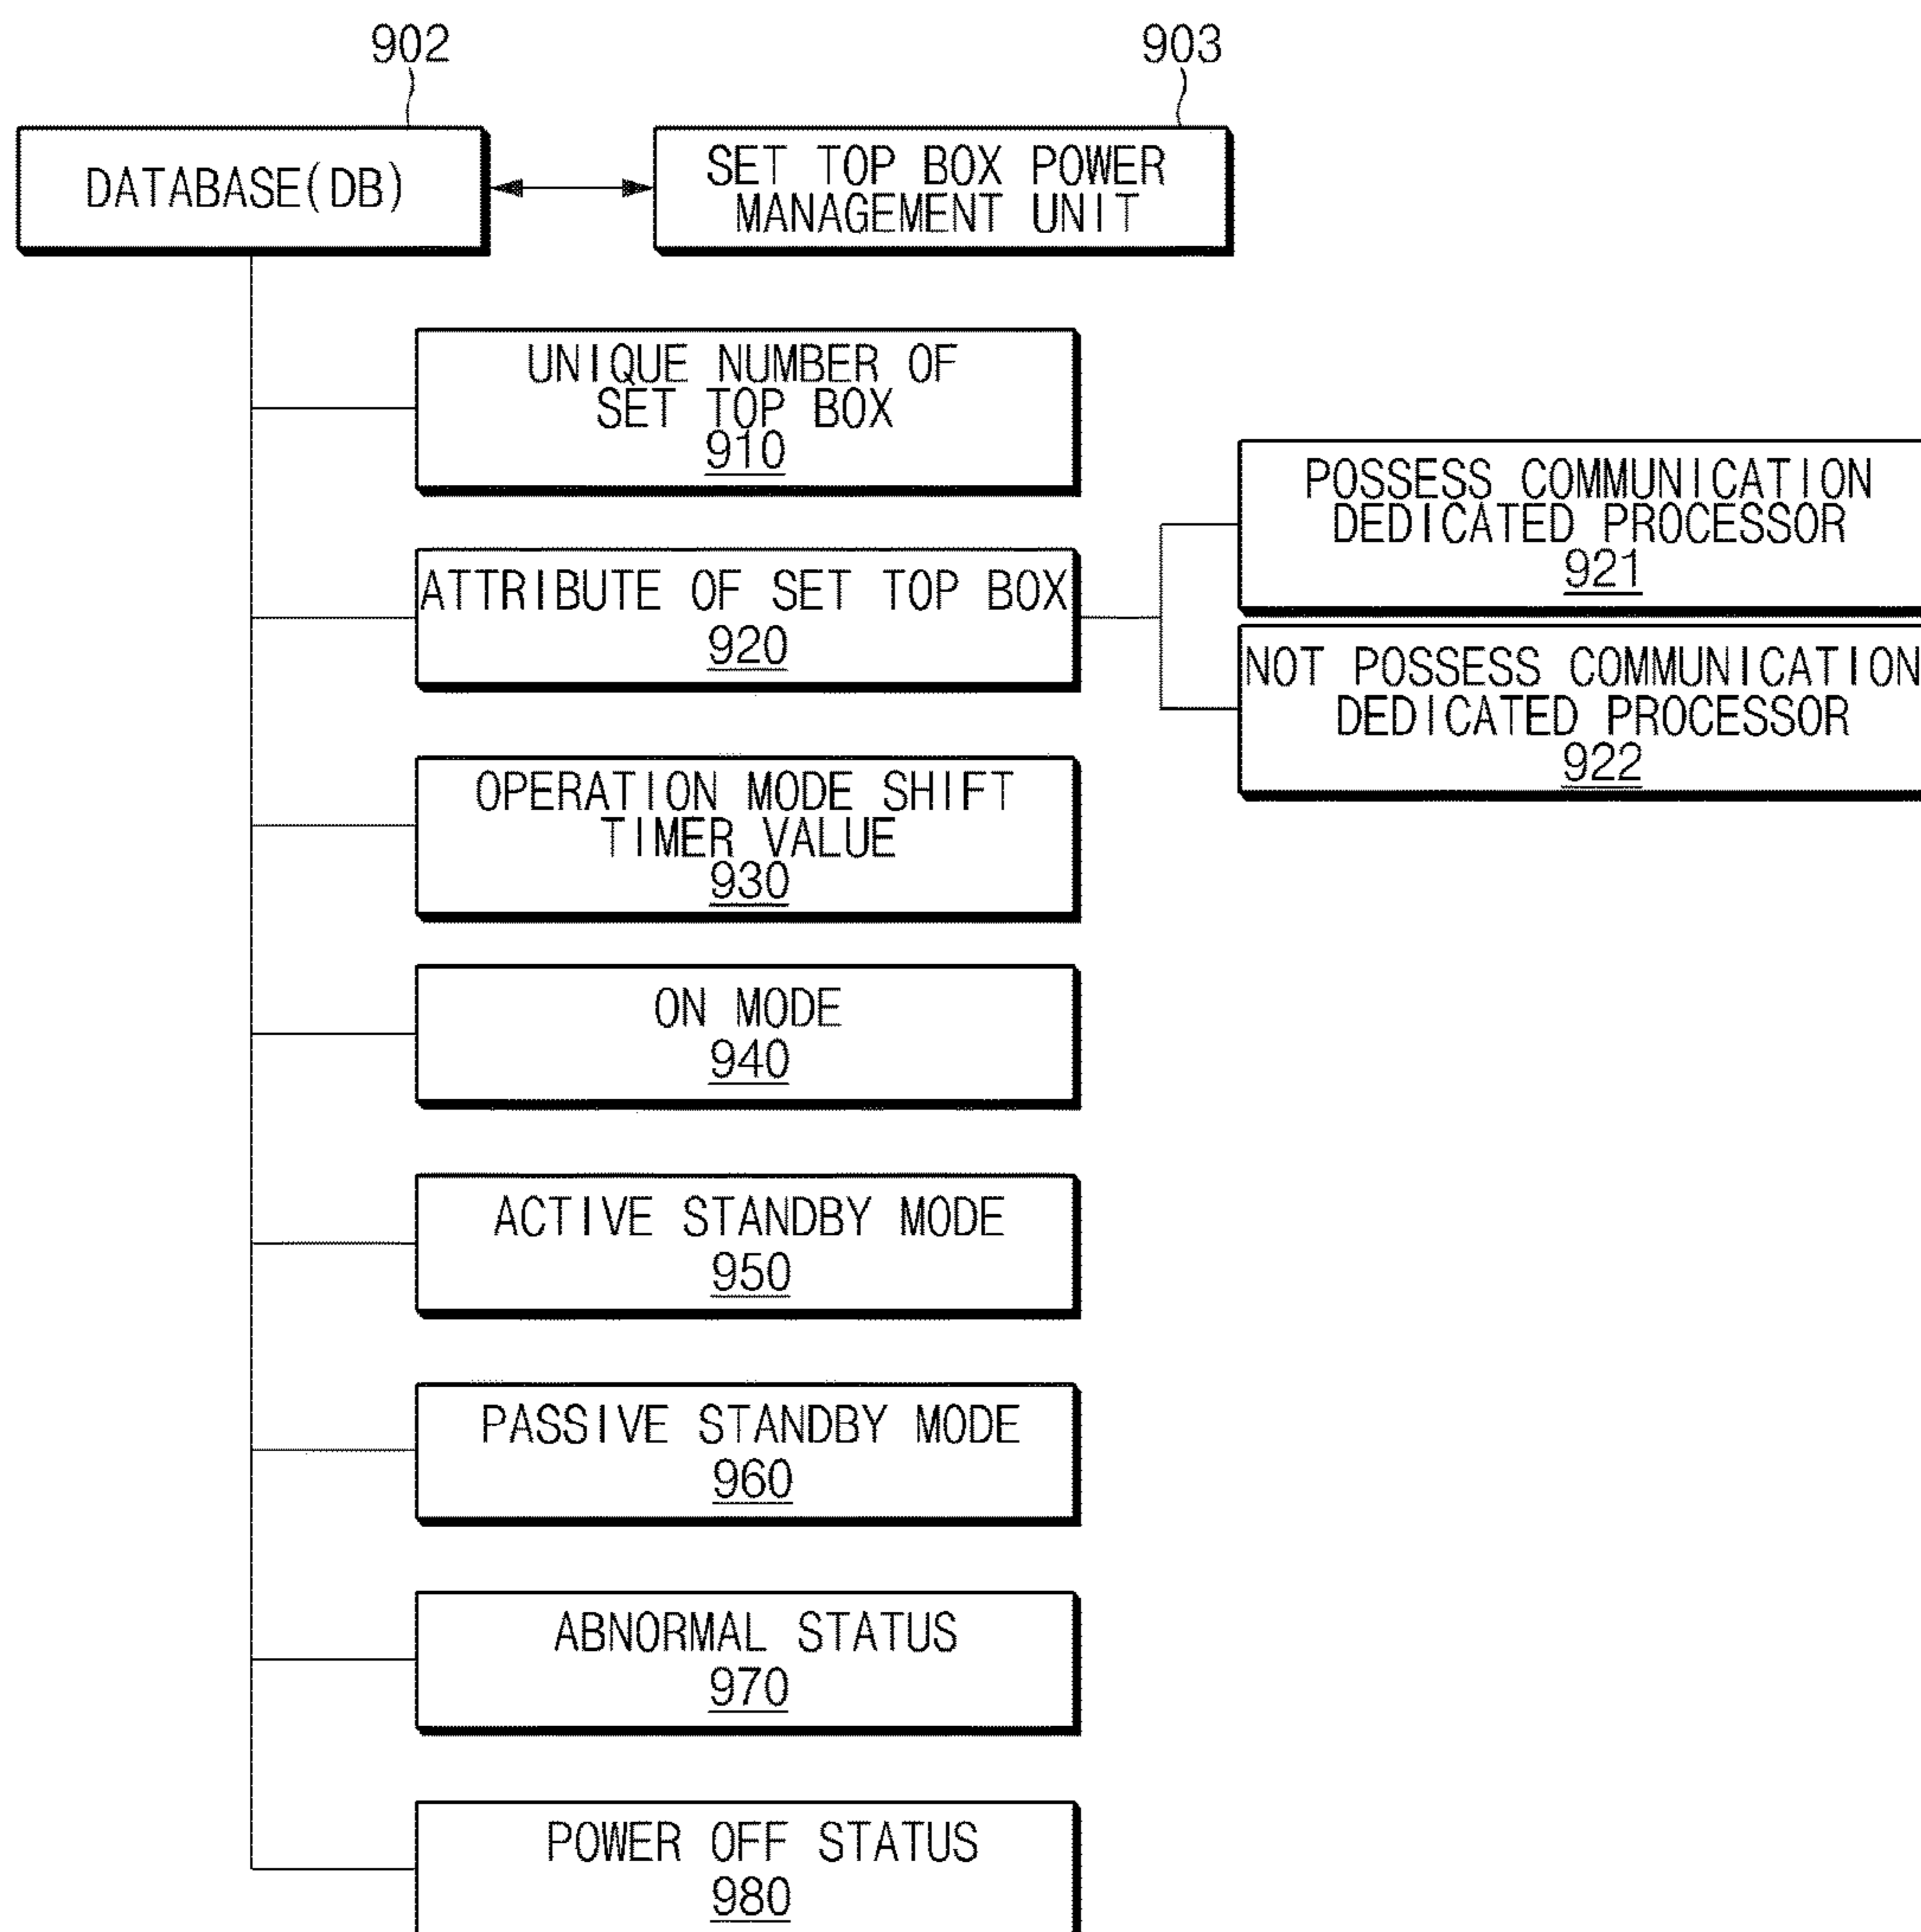 902
903
DATABASE(DB)
SET TOP BOX POWER
MANAGEMENT UNIT
UNIQUE NUMBER OF
SET TOP BOX
910
ATTRIBUTE OF SET TOP BOX
920
POSSESS COMMUNICATION
DEDICATED PROCESSOR
921
NOT POSSESS COMMUNICATION
DEDICATED PROCESSOR
922
OPERATION MODE SHIFT
TIMER VALUE
930
ON MODE
940
ACTIVE STANDBY MODE
950
PASSIVE STANDBY MODE
960
ABNORMAL STATUS
970
POWER OFF STATUS
980